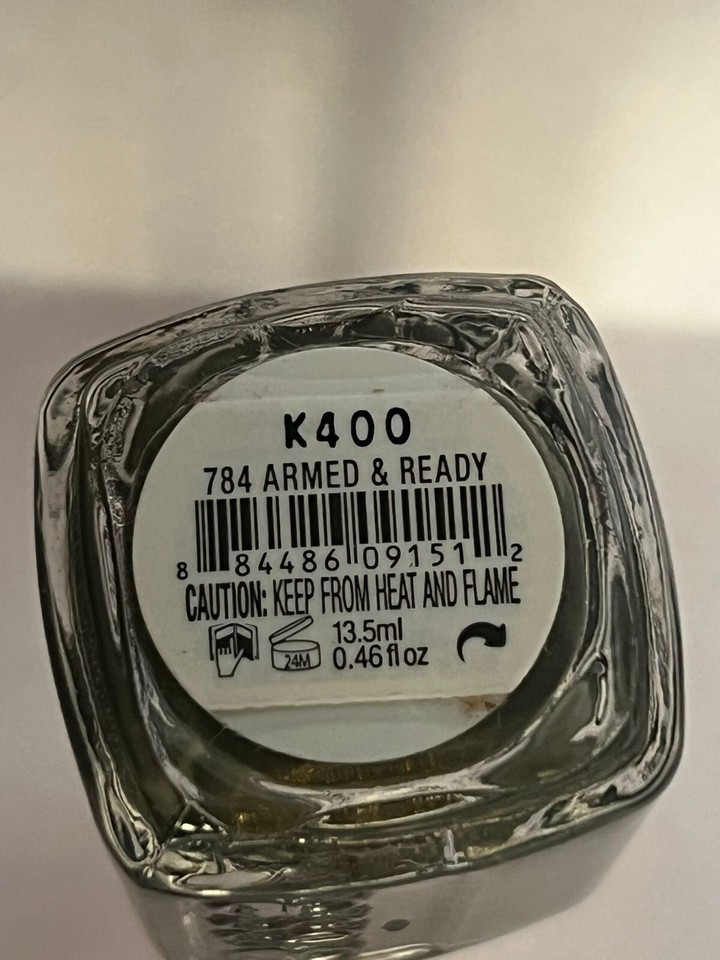 K400
784 ARMED & READY
8 84486 09151 2
CAUTION: KEEP FROM HEAT AND FLAME
24M
13.5ml
0.46 fl oz